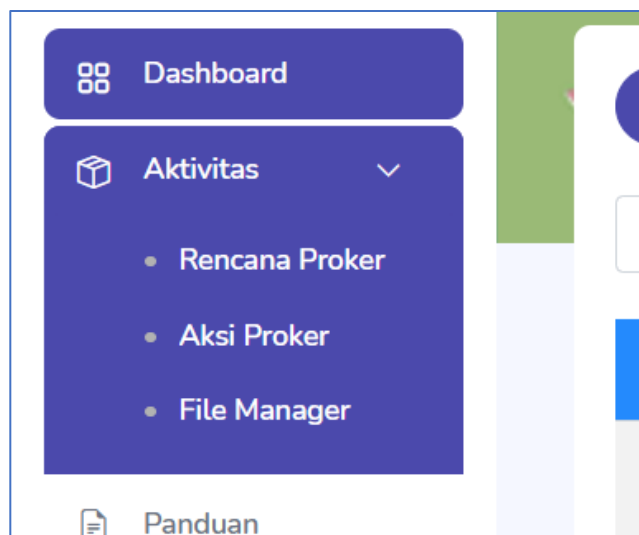 Dashboard
Aktivitas
Rencana Proker
Aksi Proker
File Manager
Panduan